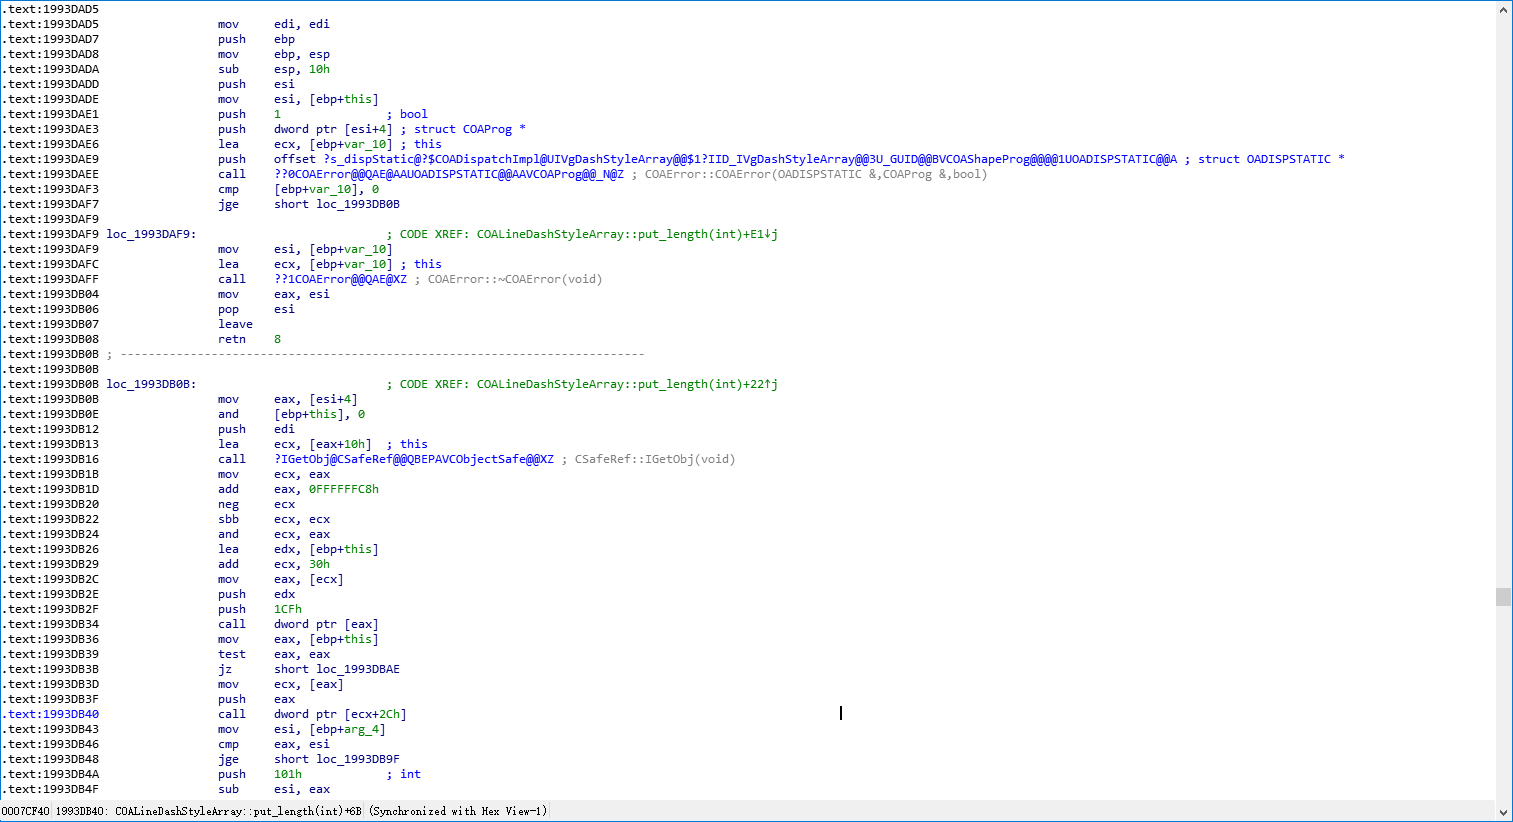 .text:1993DAD5
.text:1993DAD5 mov edi, edi
.text:1993DAD7 push ebp
.text:1993DAD8 mov ebp, esp
.text:1993DADA sub esp, 10h
.text:1993DADD push esi
.text:1993DADE mov esi, [ebp+this]
.text:1993DAE1 push 1 ; bool
.text:1993DAE3 push dword ptr [esi+4] ; struct COAProg *
.text:1993DAE6 lea ecx, [ebp+var_10] ; this
.text:1993DAE9 push offset ?s_dispStatic@?$COADispatchImpl@UIVgDashStyleArray@@$1?IID_IVgDashStyleArray@@3U_GUID@@BVCOAShapeProg@@@@1UOADISPSTATIC@@A ; struct OADISPSTATIC *
.text:1993DAEE call ??0COAError@@QAE@AAUOADISPSTATIC@@AAVCOAProg@@_N@Z ; COAError::COAError(OADISPSTATIC &,COAProg &,bool)
.text:1993DAF3 cmp [ebp+var_10], 0
.text:1993DAF7 jge short loc_1993DB0B
.text:1993DAF9
.text:1993DAF9 loc_1993DAF9: ; CODE XREF: COALineDashStyleArray::put_length(int)+E1↓j
.text:1993DAF9 mov esi, [ebp+var_10]
.text:1993DAFC lea ecx, [ebp+var_10] ; this
.text:1993DAFF call ??1COAError@@QAE@XZ ; COAError::~COAError(void)
.text:1993DB04 mov eax, esi
.text:1993DB06 pop esi
.text:1993DB07 leave
.text:1993DB08 retn 8
.text:1993DB0B ; ---------------------------------------------------------------------------
.text:1993DB0B
.text:1993DB0B loc_1993DB0B: ; CODE XREF: COALineDashStyleArray::put_length(int)+22↑j
.text:1993DB0B mov eax, [esi+4]
.text:1993DB0E and [ebp+this], 0
.text:1993DB12 push edi
.text:1993DB13 lea ecx, [eax+10h] ; this
.text:1993DB16 call ?IGetObj@CSafeRef@@QBEPAVCObjectSafe@@XZ ; CSafeRef::IGetObj(void)
.text:1993DB1B mov ecx, eax
.text:1993DB1D add eax, 0FFFFFFC8h
.text:1993DB20 neg ecx
.text:1993DB22 sbb ecx, ecx
.text:1993DB24 and ecx, eax
.text:1993DB26 lea edx, [ebp+this]
.text:1993DB29 add ecx, 30h
.text:1993DB2C mov eax, [ecx]
.text:1993DB2E push edx
.text:1993DB2F push 1CFh
.text:1993DB34 call dword ptr [eax]
.text:1993DB36 mov eax, [ebp+this]
.text:1993DB39 test eax, eax
.text:1993DB3B jz short loc_1993DBAE
.text:1993DB3D mov ecx, [eax]
.text:1993DB3F push eax
.text:1993DB40 call dword ptr [ecx+2Ch]
.text:1993DB43 mov esi, [ebp+arg_4]
.text:1993DB46 cmp eax, esi
.text:1993DB48 jge short loc_1993DB9F
.text:1993DB4A push 101h ; int
.text:1993DB4F sub esi, eax
0007CF40 1993DB40: COALineDashStyleArray::put_length(int)+6B (Synchronized with Hex View-1)